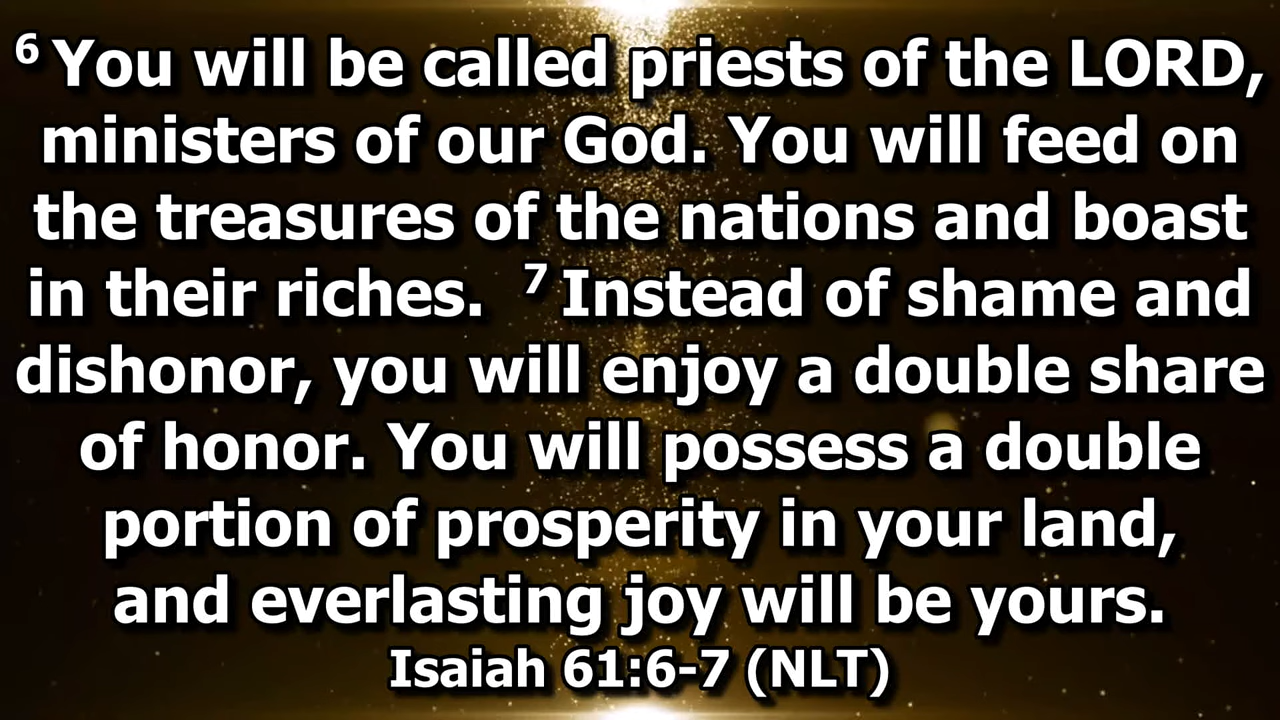 6 You will be called priests of the LORD,
ministers of our God. You will feed on
the treasures of the nations and boast
in their riches. 7 Instead of shame and
dishonor, you will enjoy a double share
of honor. You will possess a double
portion of prosperity in your land,
and everlasting joy will be yours.
Isaiah 61:6-7 (NLT)